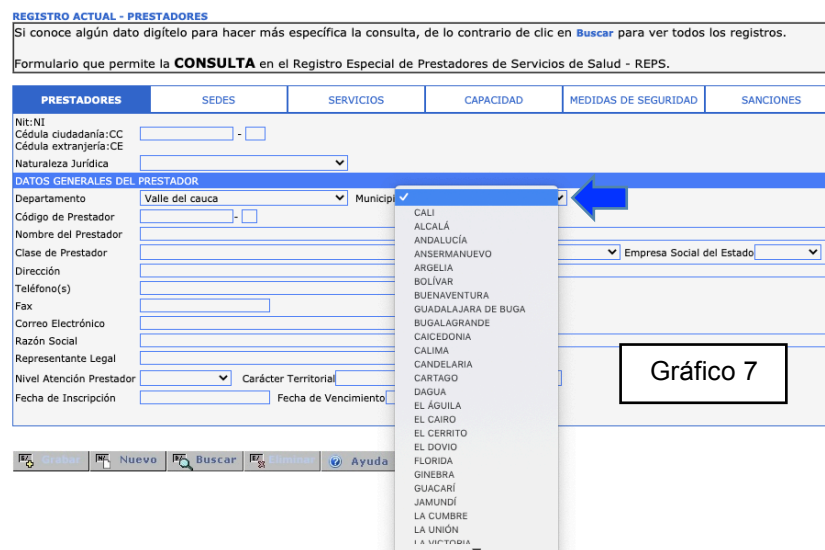 REGISTRO ACTUAL - PRESTADORES
Si conoce algún dato digítelo para hacer más específica la consulta, de lo contrario de clic en Buscar para ver todos los registros.
Formulario que permite la CONSULTA en el Registro Especial de Prestadores de Servicios de Salud - REPS.
PRESTADORES SEDES SERVICIOS CAPACIDAD MEDIDAS DE SEGURIDAD SANCIONES
Nit:NI
Cédula ciudadanía:CC -
Cédula extranjería:CE
Naturaleza Jurídica
DATOS GENERALES DEL PRESTADOR
Departamento Valle del cauca Municipi
Código de Prestador -
Nombre del Prestador
Clase de Prestador Empresa Social del Estado
Dirección
Teléfono(s)
Fax
Correo Electrónico
Razón Social
Representante Legal
Nivel Atención Prestador Carácter Territorial
Fecha de Inscripción Fecha de Vencimiento
CALI
ALCALÁ
ANDALUCÍA
ANSERMANUEVO
ARGELIA
BOLÍVAR
BUENAVENTURA
GUADALAJARA DE BUGA
BUGALAGRANDE
CAICEDONIA
CALIMA
CANDELARIA
CARTAGO
DAGUA
EL ÁGUILA
EL CAIRO
EL CERRITO
EL DOVIO
FLORIDA
GINEBRA
GUACARÍ
JAMUNDÍ
LA CUMBRE
LA UNIÓN
LA VICTORIA
Gráfico 7
Grabar Nuevo Buscar Eliminar Ayuda